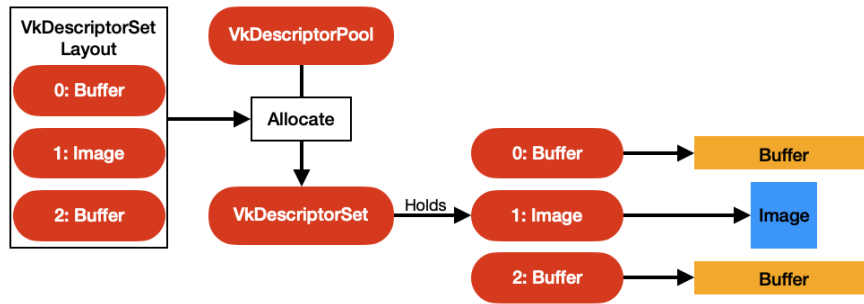 VkDescriptorSet
Layout
0: Buffer
1: Image
2: Buffer
VkDescriptorPool
Allocate
VkDescriptorSet
Holds
0: Buffer
Buffer
1: Image
Image
2: Buffer
Buffer